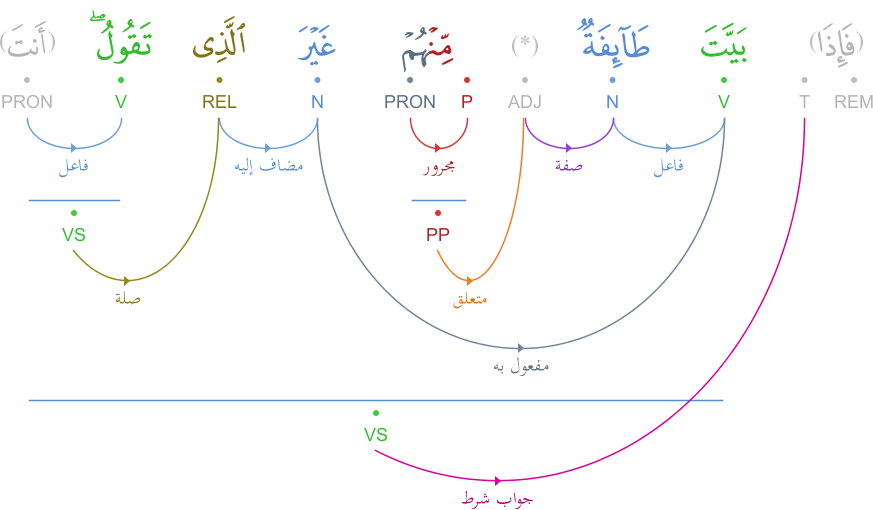 (فَإِذَا) بَيَّتَ طَآئِفَةٌ (*) مِّنْهُمْ غَيْرَ ٱلَّذِى تَقُولُ ۖ (أَنتَ)
PRON V REL N PRON P ADJ N V T REM
فاعل مضاف إليه مجرور صفة فاعل
VS PP
صلة متعلق
مفعول به
VS
جواب شرط